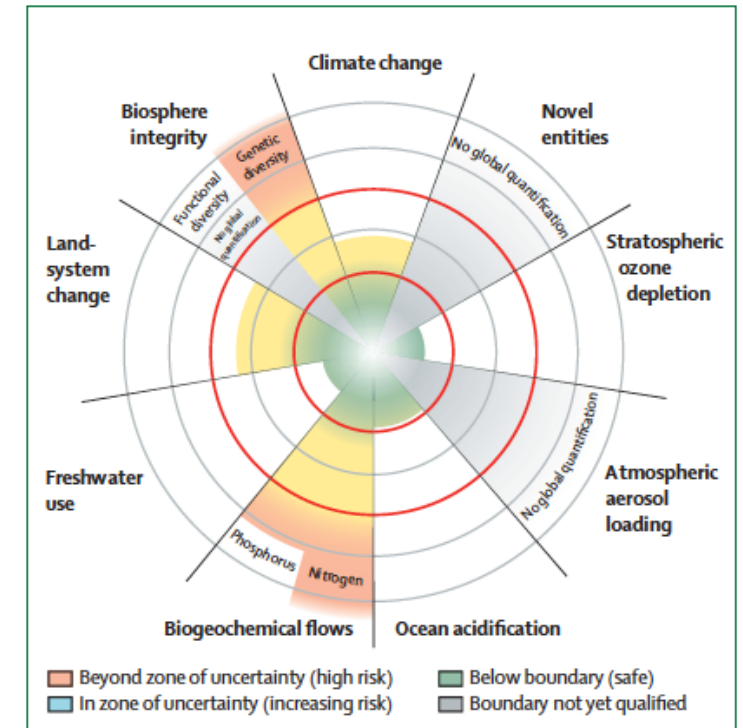 Climate change
Biosphere
integrity
Novel
entities
Genetic
diversity
Functional
diversity
No global
quantification
No global quantification
Land-
system
change
Stratospheric
ozone
depletion
Freshwater
use
No global quantification
Atmospheric
aerosol
loading
Phosphorus
Nitrogen
Biogeochemical flows
Ocean acidification
Beyond zone of uncertainty (high risk)
In zone of uncertainty (increasing risk)
Below boundary (safe)
Boundary not yet qualified